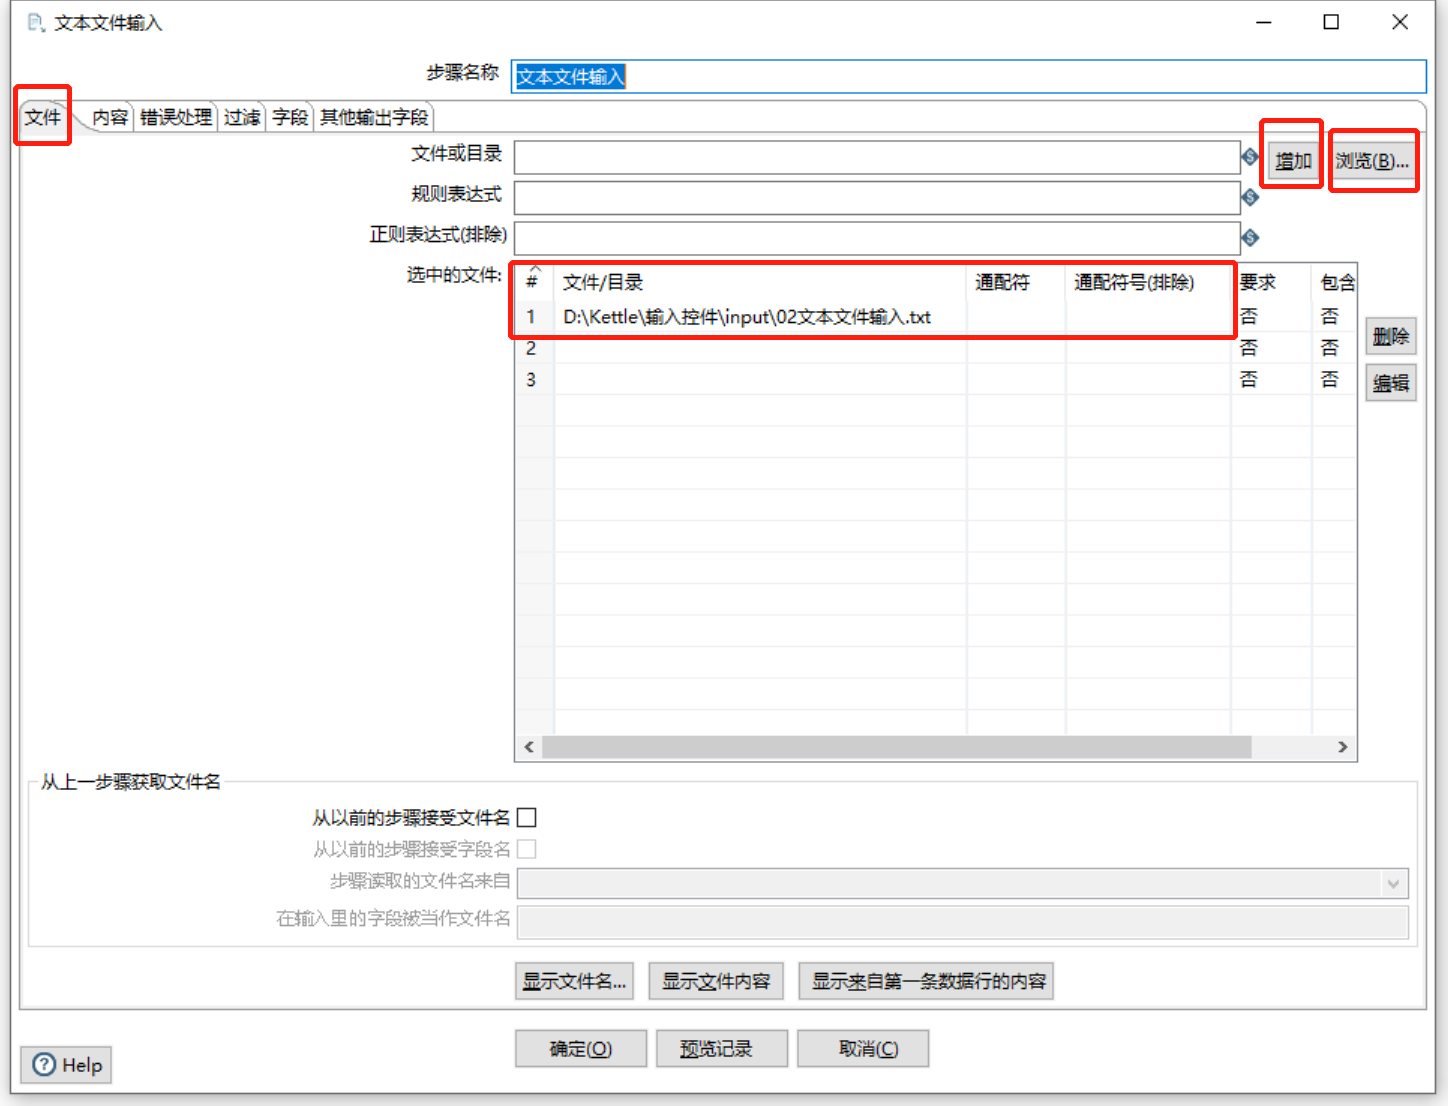 文本文件输入
步骤名称 文本文件输入
文件 内容 错误处理 过滤 字段 其他输出字段
文件或目录 增加 浏览(B)...
规则表达式
正则表达式(排除)
选中的文件:
# 文件/目录 通配符 通配符号(排除) 要求 包含
1 D:\Kettle\输入控件\input\02文本文件输入.txt 否 否
2 否 否
3 否 否
删除
编辑
从上一步骤获取文件名
从以前的步骤接受文件名
从以前的步骤接受字段名
步骤读取的文件名来自
在输入里的字段被当作文件名
显示文件名... 显示文件内容 显示来自第一条数据行的内容
确定(O) 预览记录 取消(C)
Help